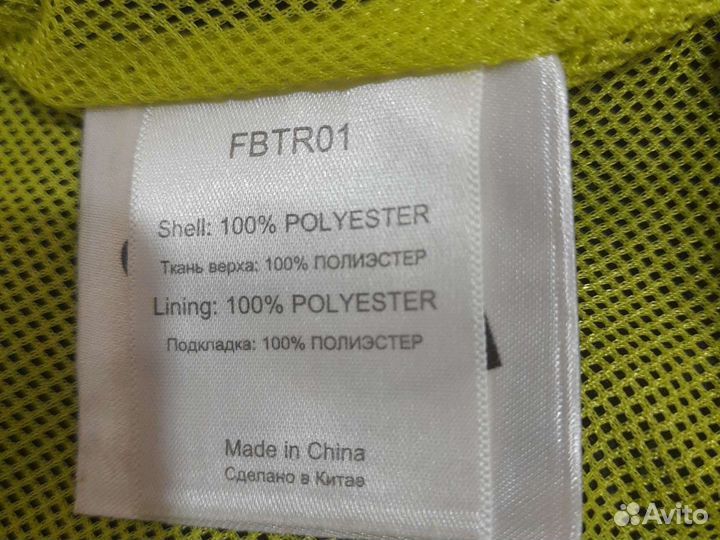 FBTR01
Shell: 100% POLYESTER
Ткань верха: 100% ПОЛИЭСТЕР
Lining: 100% POLYESTER
Подкладка: 100% ПОЛИЭСТЕР
Made in China
Сделано в Китае
Avito